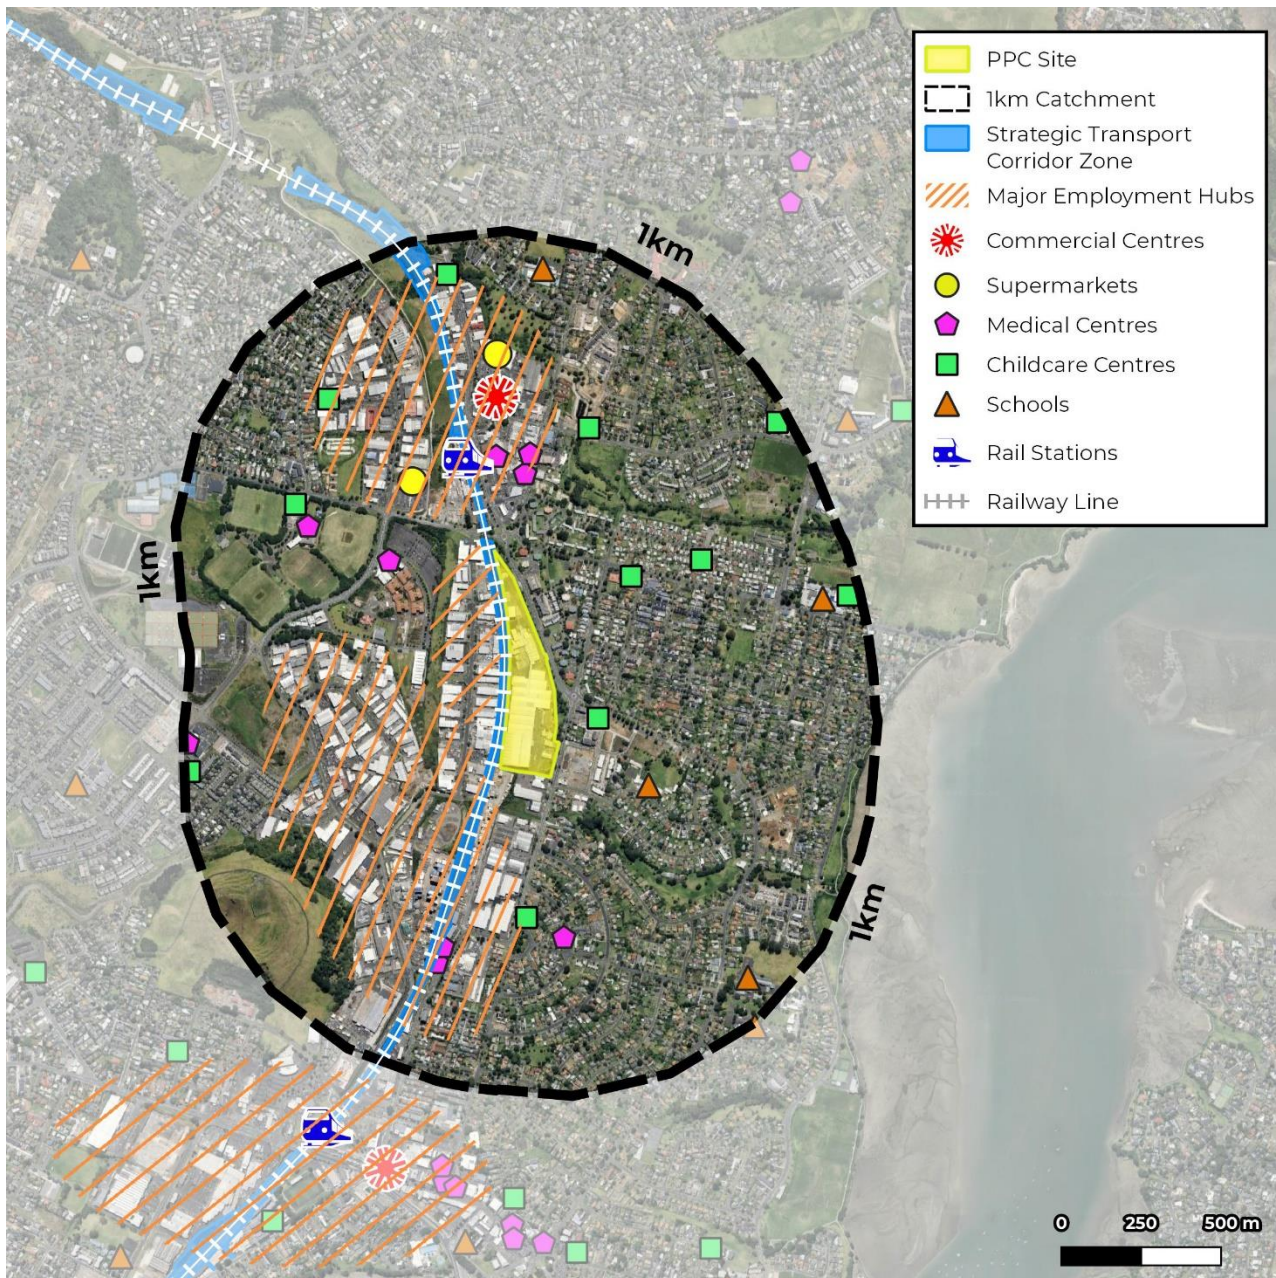 PPC Site
1km Catchment
Strategic Transport
Corridor Zone
Major Employment Hubs
Commercial Centres
Supermarkets
Medical Centres
Childcare Centres
Schools
Rail Stations
Railway Line
1km
1km
1km
0 250 500 m